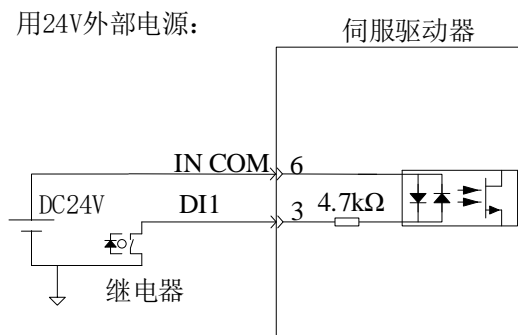 用24V外部电源:
伺服驱动器
IN COM 6
DC24V
DI1 3 4.7kΩ
继电器